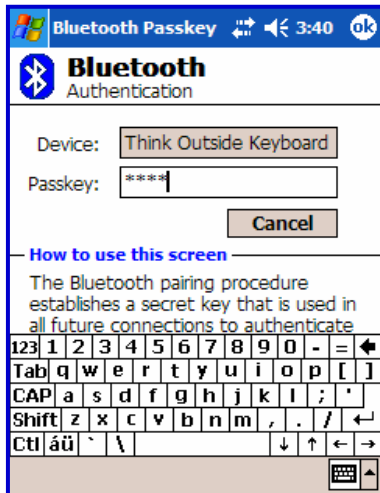 Bluetooth Passkey 3:40 ok
Bluetooth
Authentication
Device: Think Outside Keyboard
Passkey: ****
Cancel
How to use this screen
The Bluetooth pairing procedure
establishes a secret key that is used in
all future connections to authenticate
123 1 2 3 4 5 6 7 8 9 0 - =
Tab q w e r t y u i o p [ ]
CAP a s d f g h j k l ; '
Shift z x c v b n m , . /
Ctl áü ` \